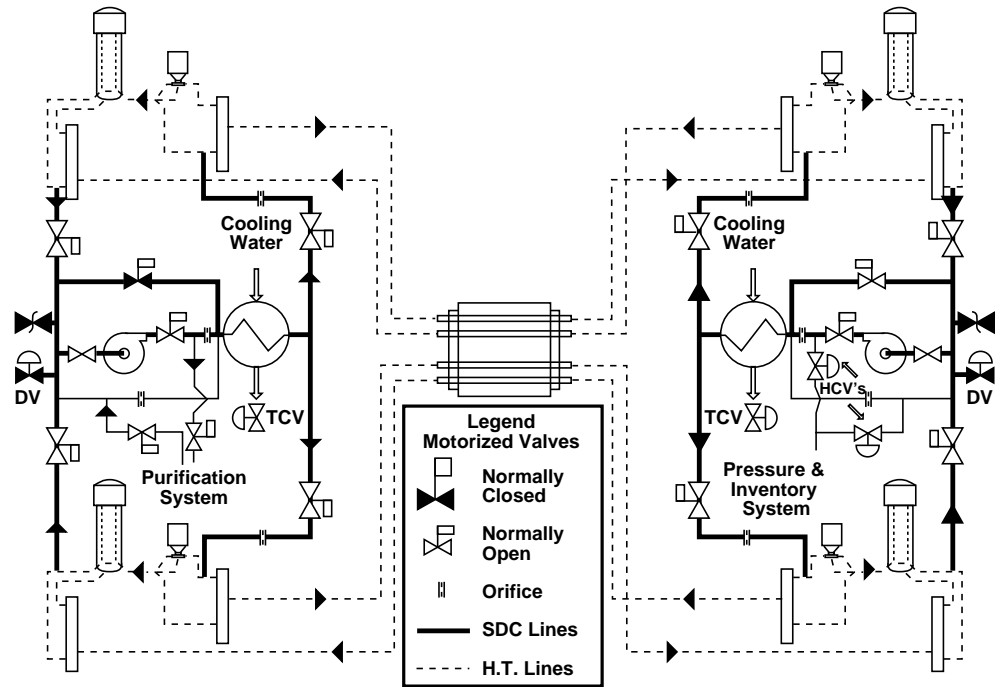 Cooling
Water
Cooling
Water
DV
TCV
Purification
System
TCV
HCV's
DV
Pressure &
Inventory
System
Legend
Motorized Valves
Normally
Closed
Normally
Open
Orifice
SDC Lines
H.T. Lines